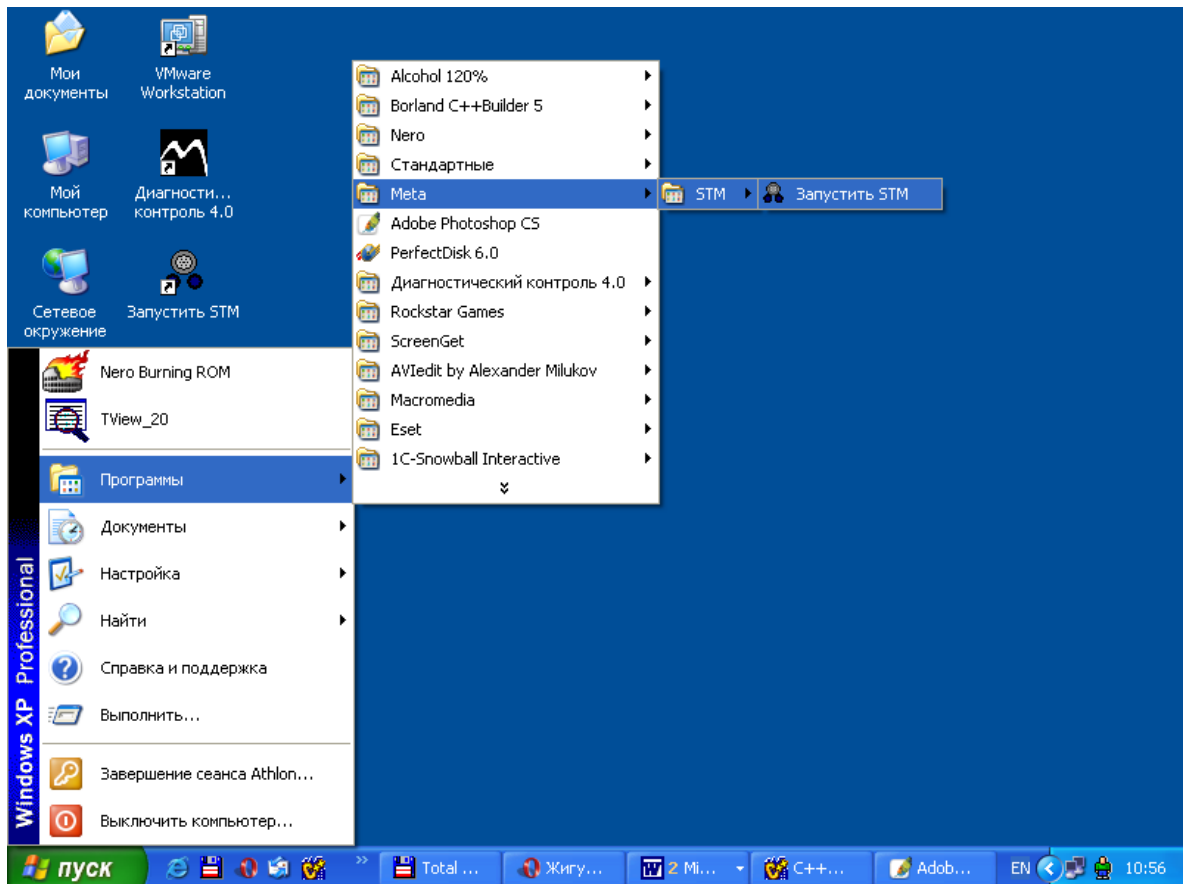 Мои
документы
VMware
Workstation
Мой
компьютер
Диагности...
контроль 4.0
Сетевое
окружение
Запустить STM
Alcohol 120%
Borland C++Builder 5
Nero
Стандартные
Meta
STM
Запустить STM
Adobe Photoshop CS
PerfectDisk 6.0
Диагностический контроль 4.0
Rockstar Games
ScreenGet
AVIedit by Alexander Milukov
Macromedia
Eset
1C-Snowball Interactive
Nero Burning ROM
TView_20
Программы
Документы
Настройка
Найти
Справка и поддержка
Выполнить...
Завершение сеанса Athlon...
Выключить компьютер...
Windows XP Professional
пуск
Total ...
Жигу...
2 Mi...
C++...
Adob...
EN
10:56